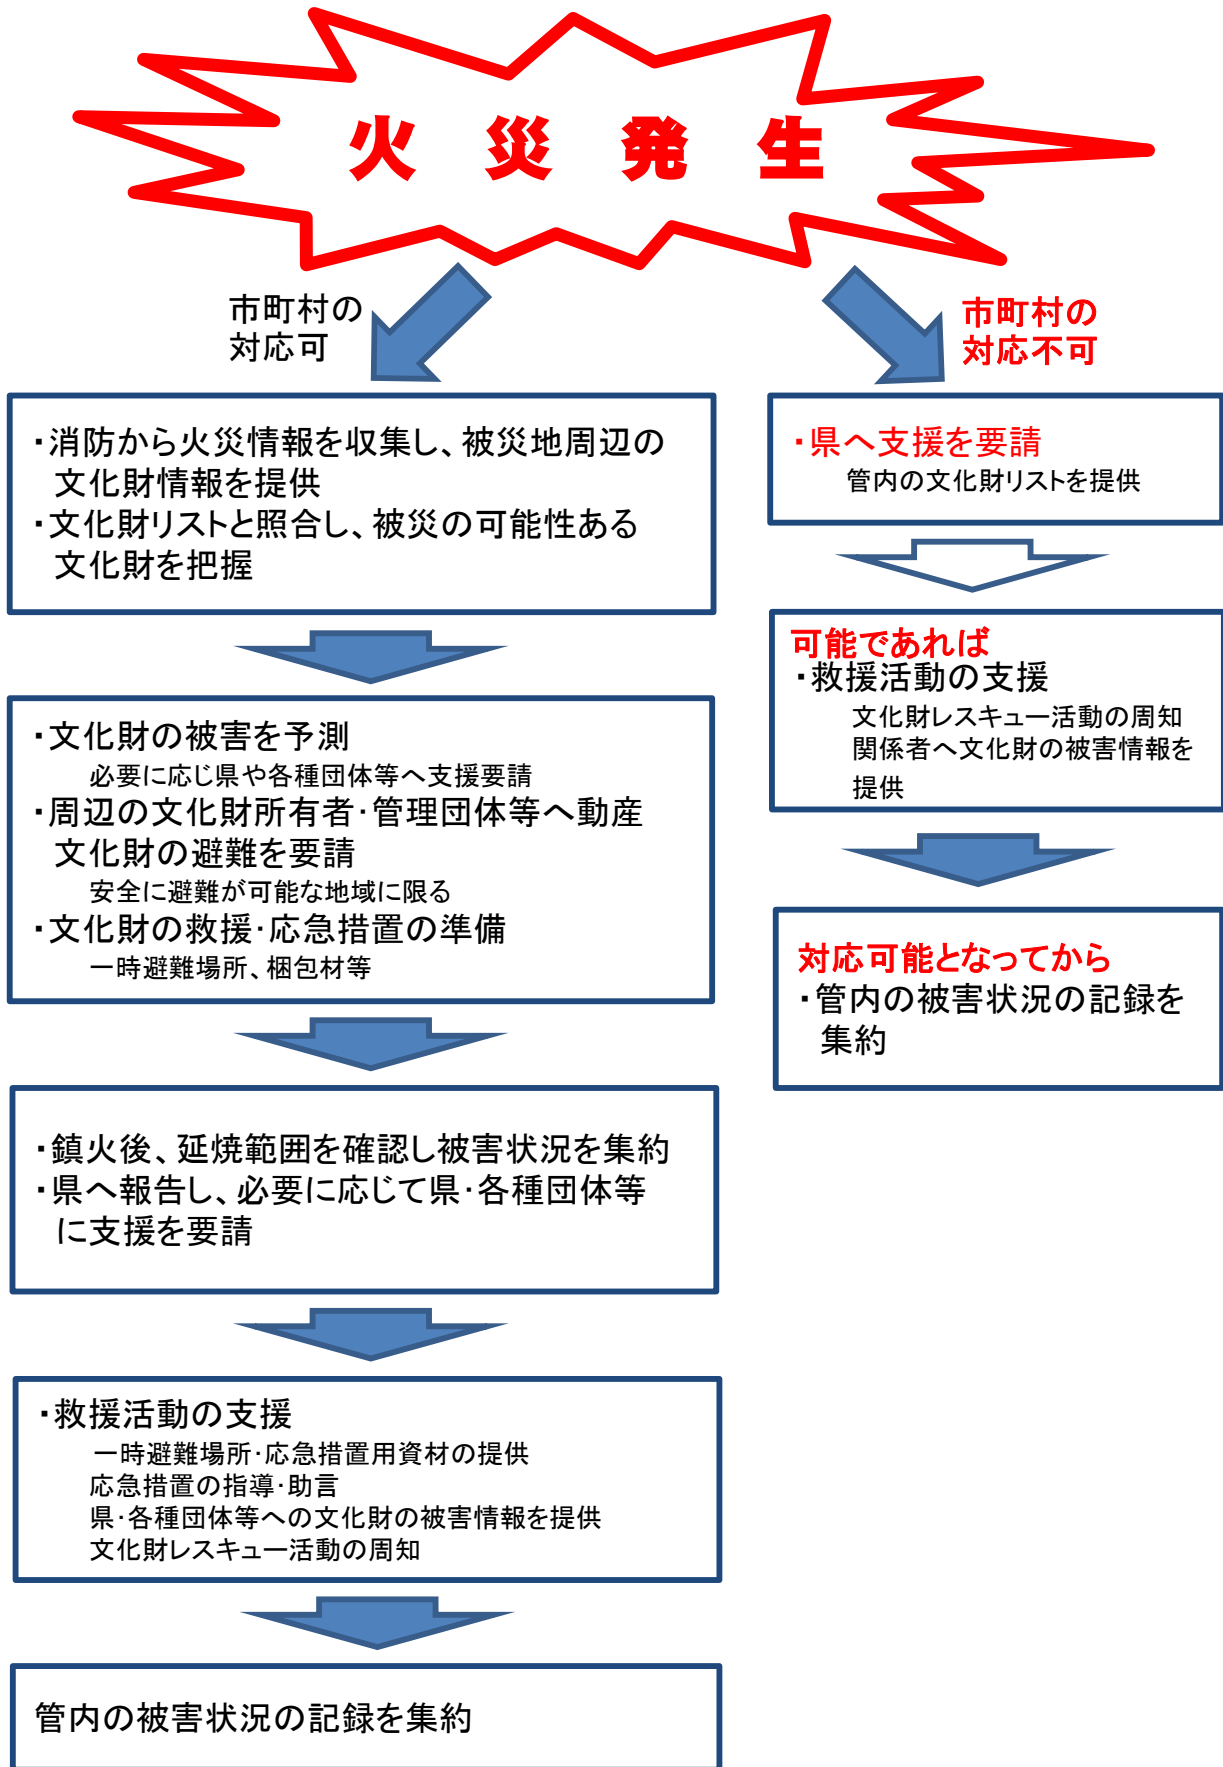 火災発生
市町村の
対応可
・消防から火災情報を収集し、被災地周辺の
文化財情報を提供
・文化財リストと照合し、被災の可能性ある
文化財を把握
・文化財の被害を予測
必要に応じ県や各種団体等へ支援要請
・周辺の文化財所有者・管理団体等へ動産
文化財の避難を要請
安全に避難が可能な地域に限る
・文化財の救援・応急措置の準備
一時避難場所、梱包材等
・鎮火後、延焼範囲を確認し被害状況を集約
・県へ報告し、必要に応じて県・各種団体等
に支援を要請
・救援活動の支援
一時避難場所・応急措置用資材の提供
応急措置の指導・助言
県・各種団体等への文化財の被害情報を提供
文化財レスキュー活動の周知
管内の被害状況の記録を集約
市町村の
対応不可
・県へ支援を要請
管内の文化財リストを提供
可能であれば
・救援活動の支援
文化財レスキュー活動の周知
関係者へ文化財の被害情報を
提供
対応可能となってから
・管内の被害状況の記録を
集約